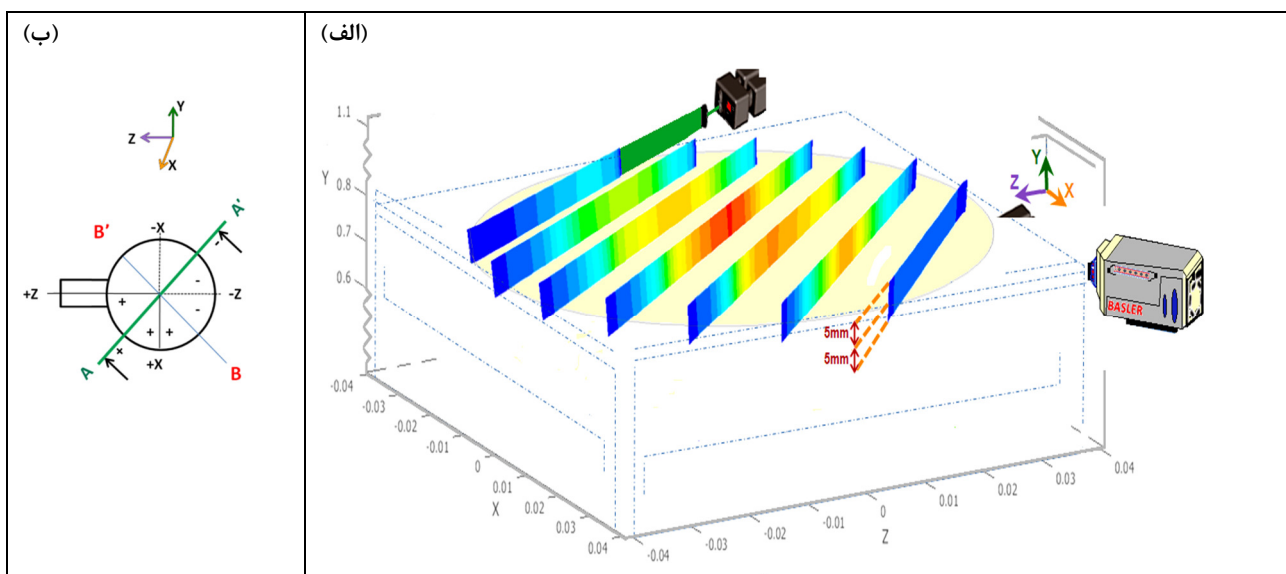 (ب)
Y
Z
X
A'
B'
-X
-
+Z
-
-Z
+
-
+ +
+
+X
A
B
(الف)
1.1
Y
0.8
0.7
0.6
Y
Z
X
BASLER
5mm
5mm
-0.04
-0.03
-0.02
-0.01
0
0.01
0.02
0.03
0.04
X
-0.04
-0.03
-0.02
-0.01
0
0.01
0.02
0.03
0.04
Z